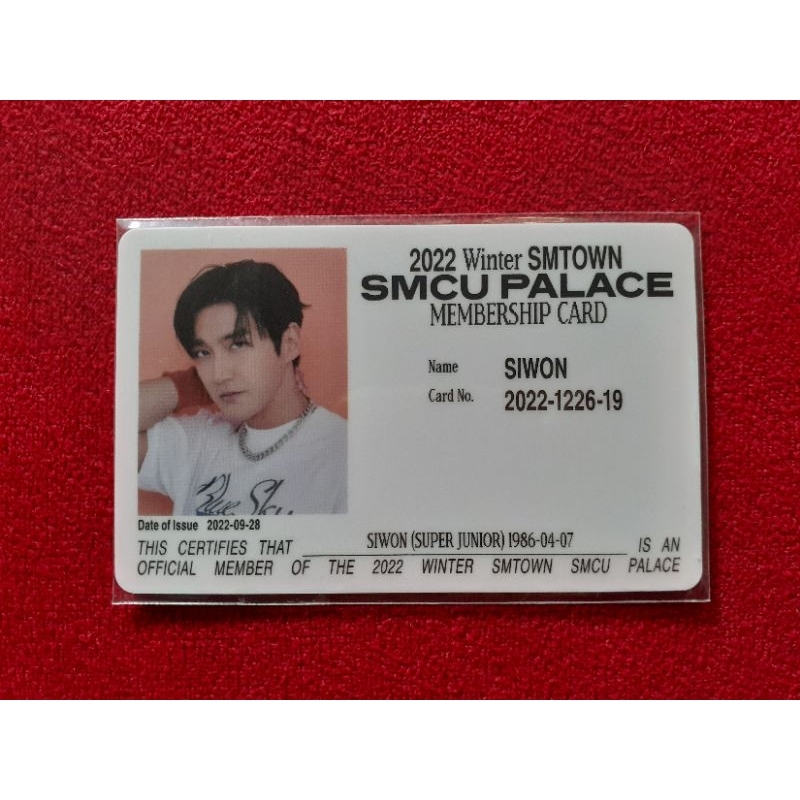 2022 Winter SMTOWN
SMCU PALACE
MEMBERSHIP CARD
Name SIWON
Card No. 2022-1226-19
Blue Sky
Date of Issue 2022-09-28
THIS CERTIFIES THAT SIWON (SUPER JUNIOR) 1986-04-07 IS AN
OFFICIAL MEMBER OF THE 2022 WINTER SMTOWN SMCU PALACE